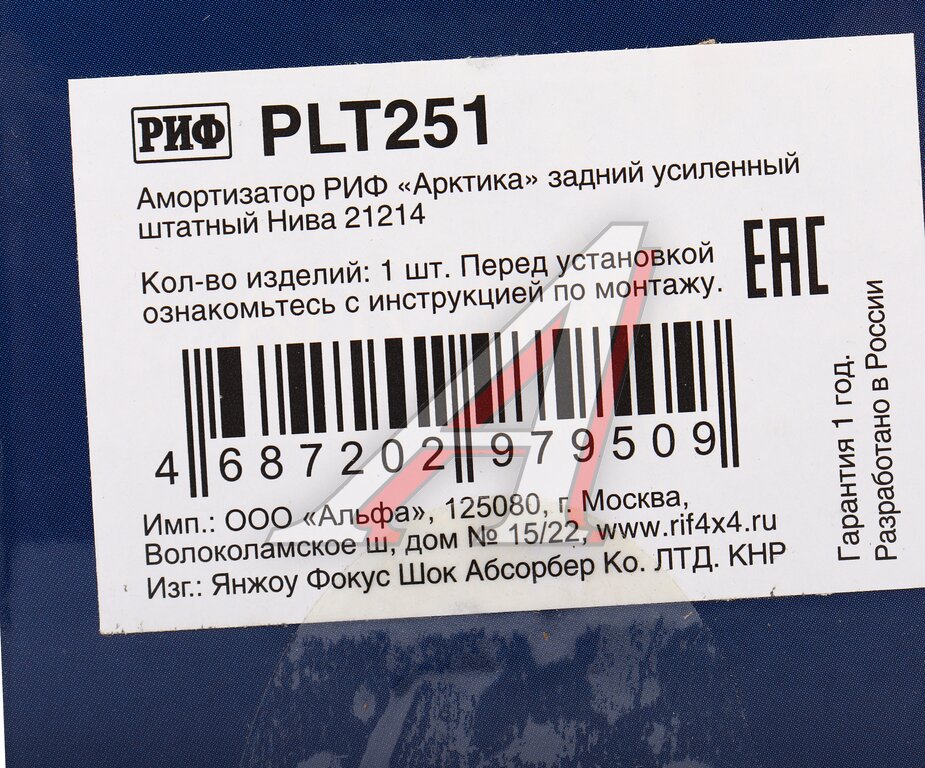 РИФ PLT251
Амортизатор РИФ «Арктика» задний усиленный
штатный Нива 21214
Кол-во изделий: 1 шт. Перед установкой
ознакомьтесь с инструкцией по монтажу.
EAC
4 687202 979509
Имп.: ООО «Альфа», 125080, г. Москва,
Волоколамское ш, дом № 15/22, www.rif4x4.ru
Изг.: Янжоу Фокус Шок Абсорбер Ко. ЛТД. КНР
Гарантия 1 год.
Разработано в России